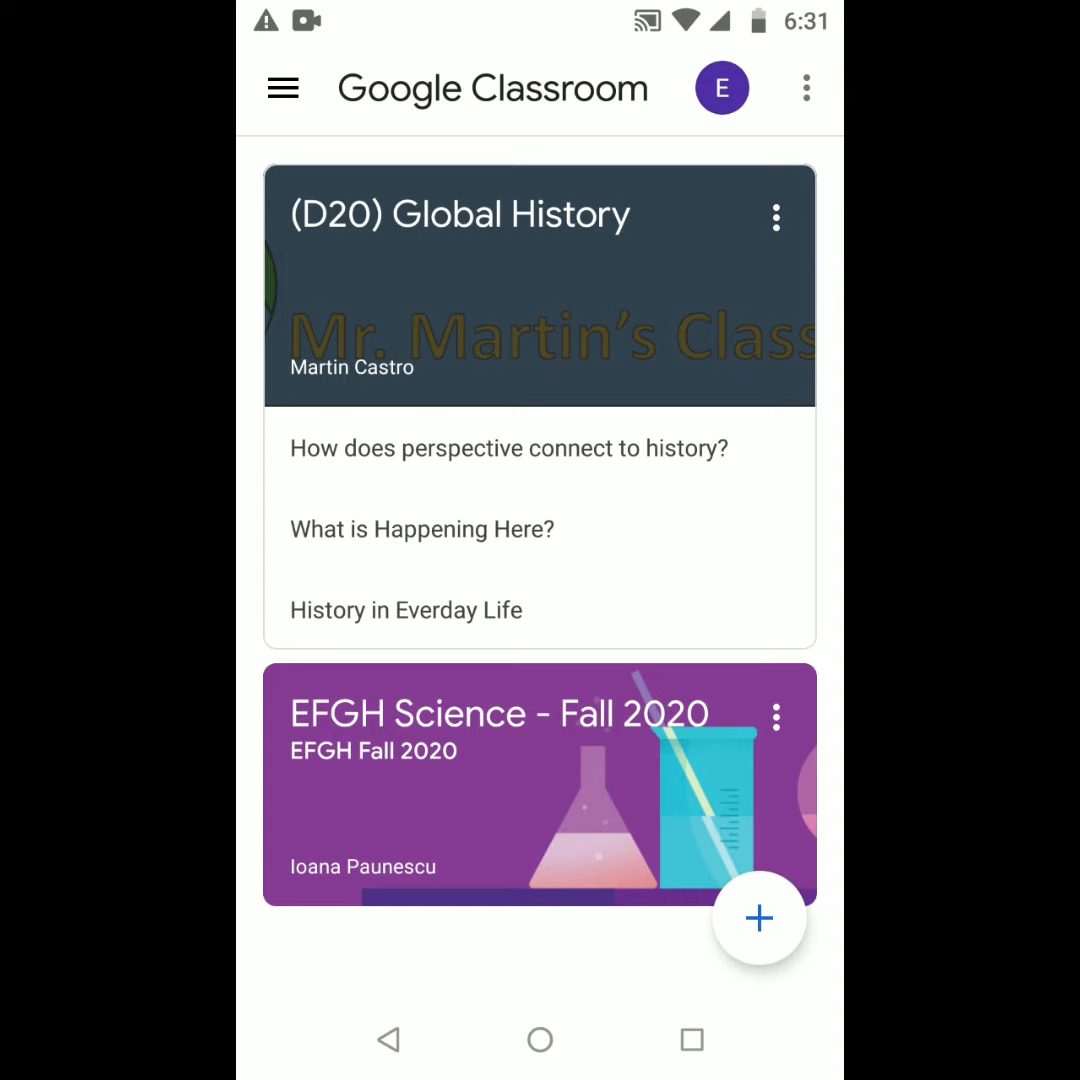 6:31
Google Classroom
E
(D20) Global History
Mr. Martin's Class
Martin Castro
How does perspective connect to history?
What is Happening Here?
History in Everday Life
EFGH Science - Fall 2020
EFGH Fall 2020
Ioana Paunescu